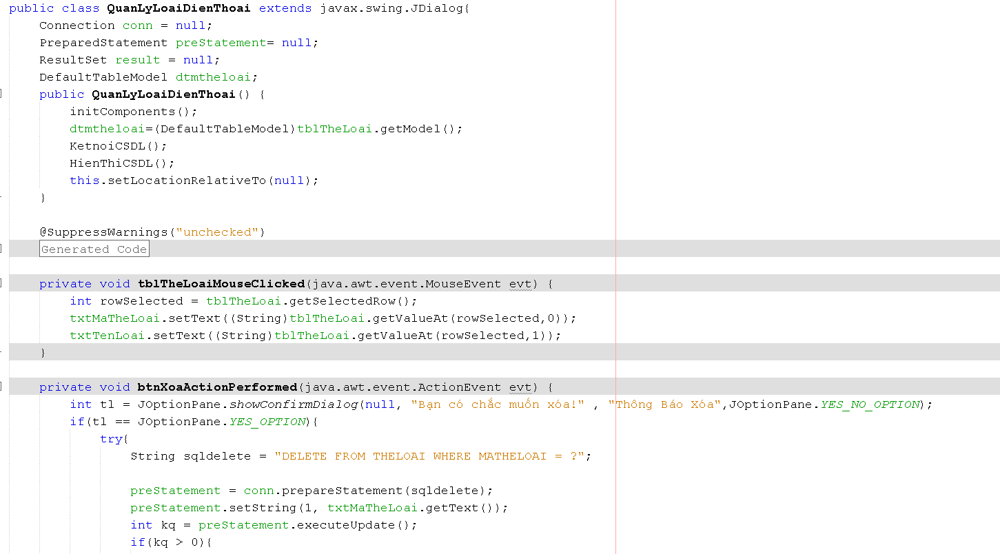 public class QuanLyLoaiDienThoai extends javax.swing.JDialog{
    Connection conn = null;
    PreparedStatement preStatement= null;
    ResultSet result = null;
    DefaultTableModel dtmtheloai;
    public QuanLyLoaiDienThoai() {
        initComponents();
        dtmtheloai=(DefaultTableModel)tblTheLoai.getModel();
        KetnoiCSDL();
        HienThiCSDL();
        this.setLocationRelativeTo(null);
    }
    @SuppressWarnings("unchecked")
    Generated Code
    private void tblTheLoaiMouseClicked(java.awt.event.MouseEvent evt) {
        int rowSelected = tblTheLoai.getSelectedRow();
        txtMaTheLoai.setText((String)tblTheLoai.getValueAt(rowSelected,0));
        txtTenLoai.setText((String)tblTheLoai.getValueAt(rowSelected,1));
    }
    private void btnXoaActionPerformed(java.awt.event.ActionEvent evt) {
        int tl = JOptionPane.showConfirmDialog(null, "Bạn có chắc muốn xóa!" , "Thông Báo Xóa",JOptionPane.YES_NO_OPTION);
        if(tl == JOptionPane.YES_OPTION){
            try{
                String sqldelete = "DELETE FROM THELOAI WHERE MATHELOAI = ?";
                preStatement = conn.prepareStatement(sqldelete);
                preStatement.setString(1, txtMaTheLoai.getText());
                int kq = preStatement.executeUpdate();
                if(kq > 0){